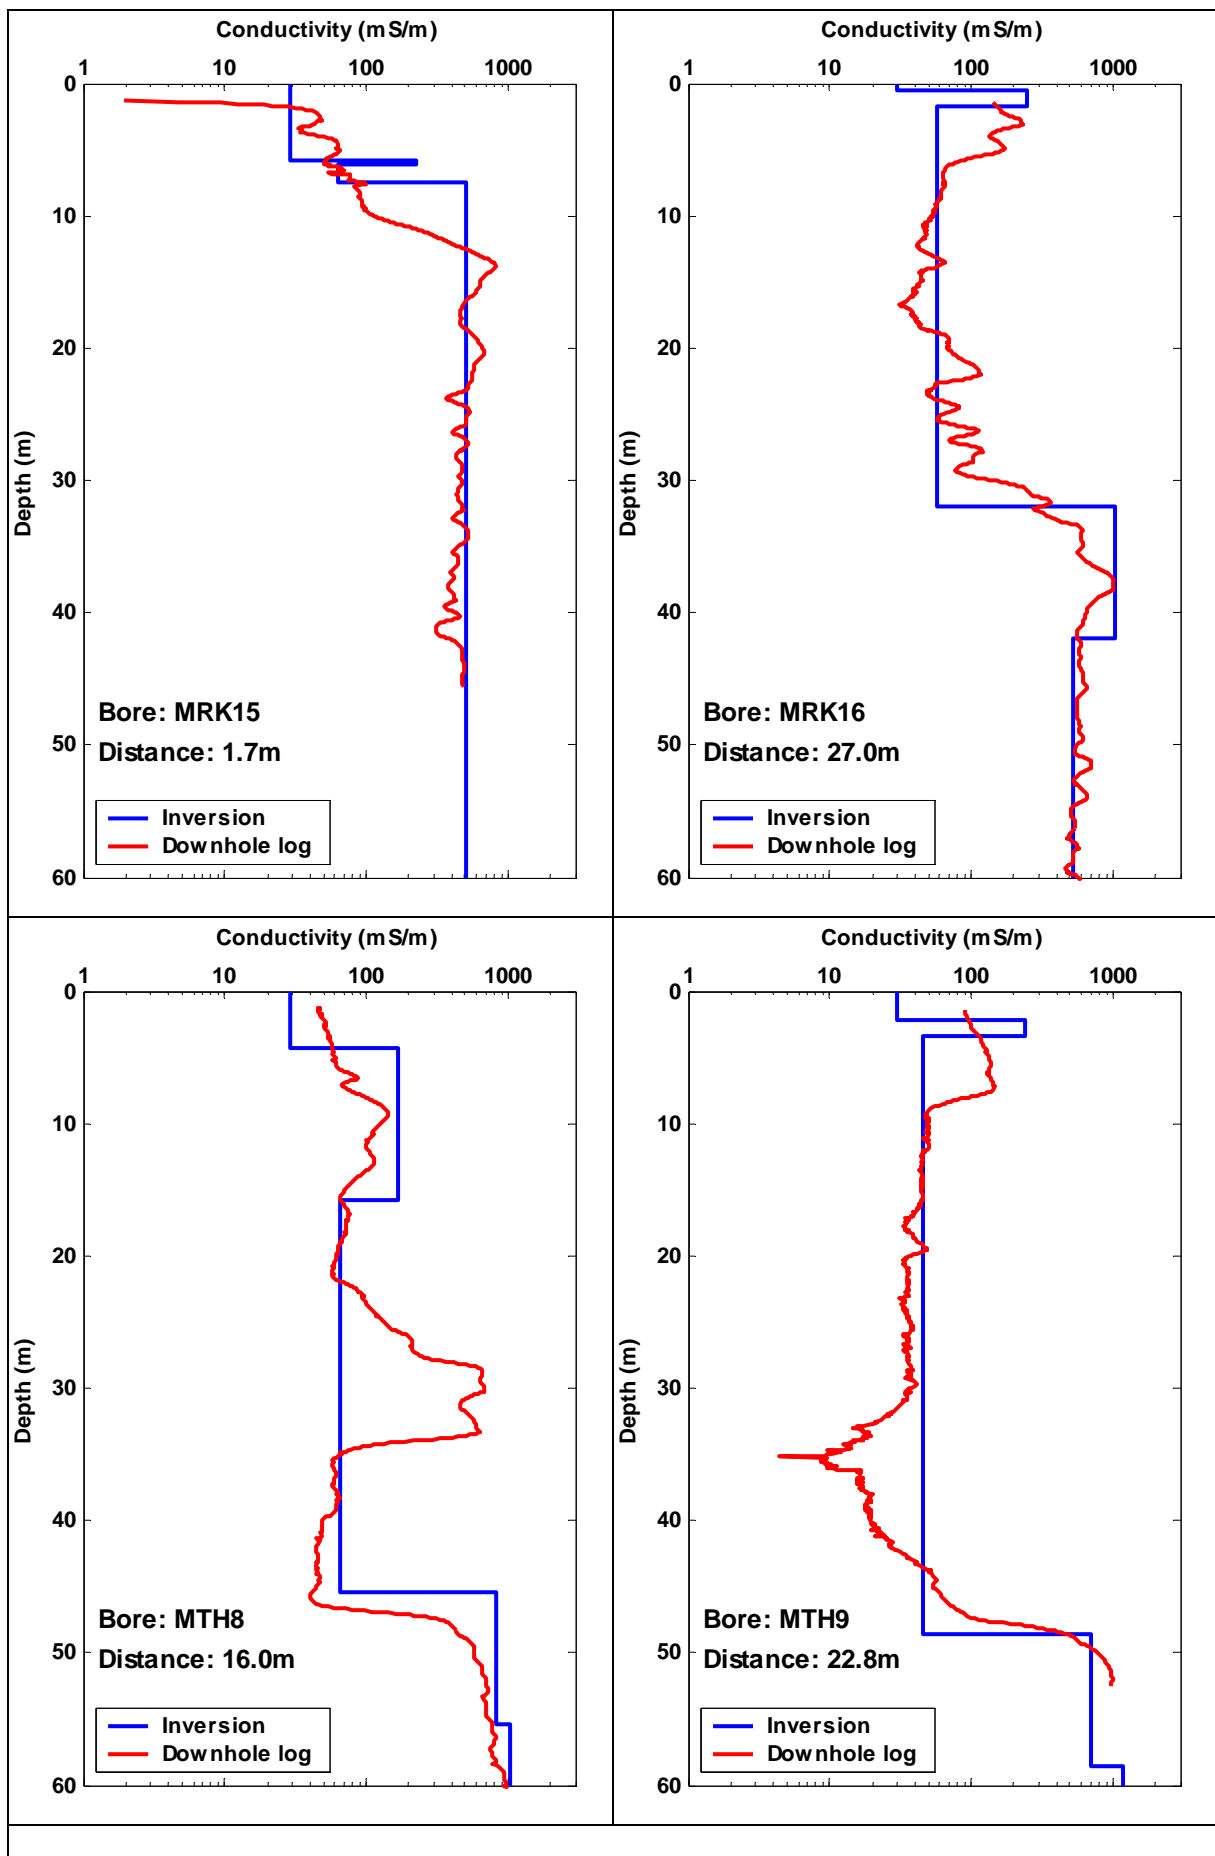 Conductivity (mS/m)
1 10 100 1000
0
10
20
30
40
50
60
Depth (m)
Bore: MRK15
Distance: 1.7m
Inversion
Downhole log
Conductivity (mS/m)
1 10 100 1000
0
10
20
30
40
50
60
Depth (m)
Bore: MRK16
Distance: 27.0m
Inversion
Downhole log
Conductivity (mS/m)
1 10 100 1000
0
10
20
30
40
50
60
Depth (m)
Bore: MTH8
Distance: 16.0m
Inversion
Downhole log
Conductivity (mS/m)
1 10 100 1000
0
10
20
30
40
50
60
Depth (m)
Bore: MTH9
Distance: 22.8m
Inversion
Downhole log